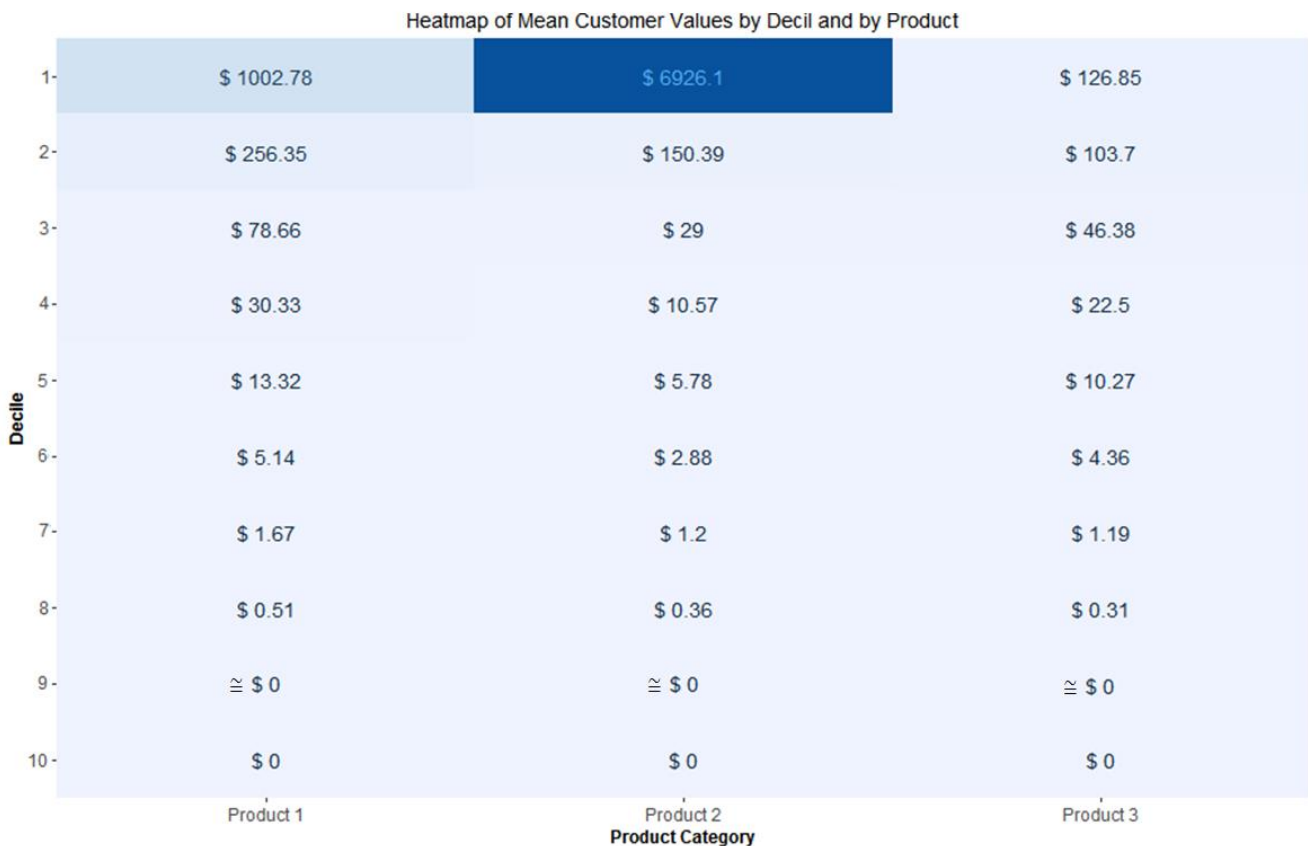 Heatmap of Mean Customer Values by Decil and by Product
1 $ 1002.78 $ 6926.1 $ 126.85
2 $ 256.35 $ 150.39 $ 103.7
3 $ 78.66 $ 29 $ 46.38
4 $ 30.33 $ 10.57 $ 22.5
5 $ 13.32 $ 5.78 $ 10.27
Decile
6 $ 5.14 $ 2.88 $ 4.36
7 $ 1.67 $ 1.2 $ 1.19
8 $ 0.51 $ 0.36 $ 0.31
9 ≅ $ 0 ≅ $ 0 ≅ $ 0
10 $ 0 $ 0 $ 0
Product 1 Product 2 Product 3
Product Category